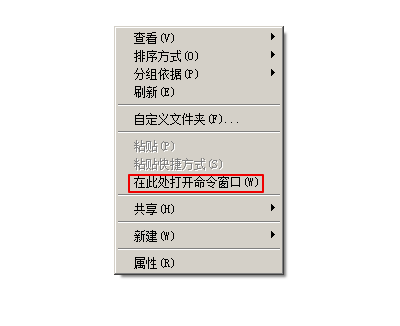 查看(V)
排序方式(O)
分组依据(P)
刷新(E)
自定义文件夹(F)...
粘贴(P)
粘贴快捷方式(S)
在此处打开命令窗口(W)
共享(H)
新建(W)
属性(R)